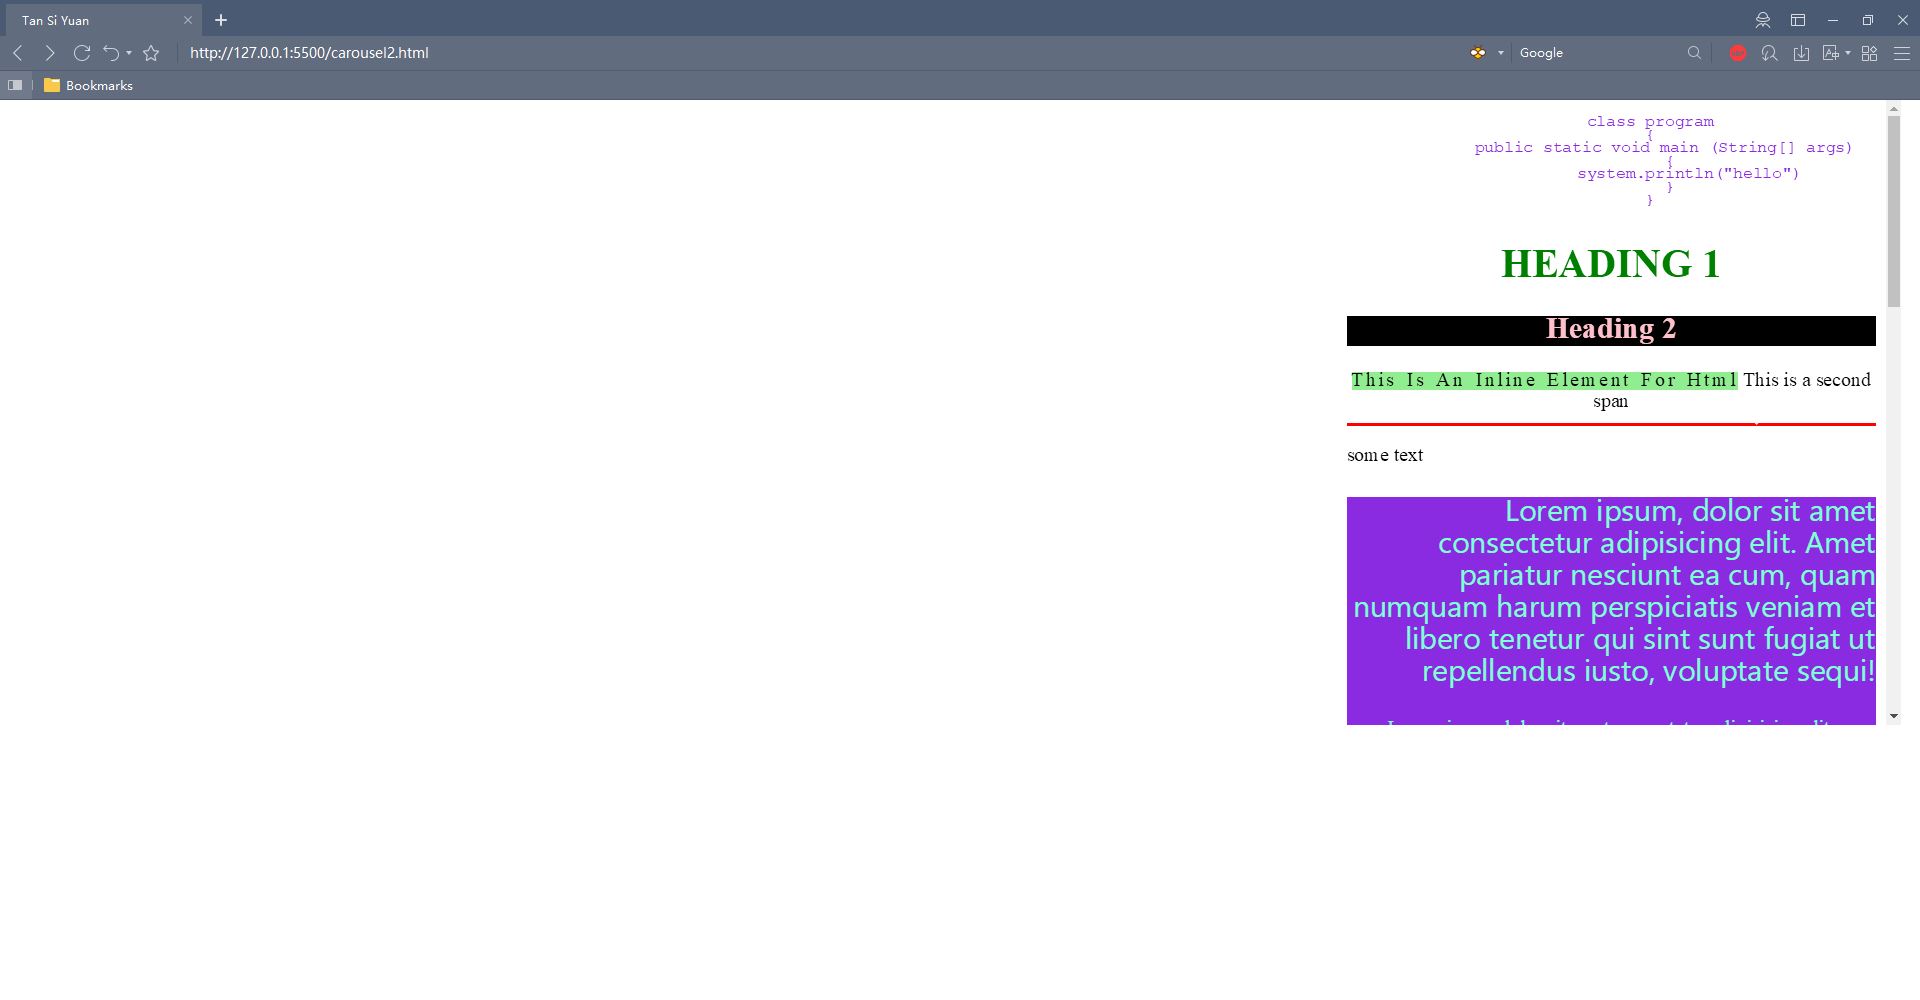 Tan Si Yuan
http://127.0.0.1:5500/carousel2.html
Google
Bookmarks
class program
{
public static void main (String[] args)
{
system.println("hello")
}
}
HEADING 1
Heading 2
This Is An Inline Element For Html This is a second
span
some text
Lorem ipsum, dolor sit amet
consectetur adipisicing elit. Amet
pariatur nesciunt ea cum, quam
numquam harum perspiciatis veniam et
libero tenetur qui sint sunt fugiat ut
repellendus iusto, voluptate sequi!